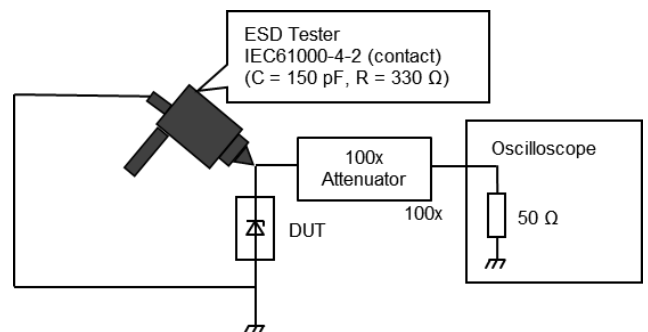 ESD Tester
IEC61000-4-2 (contact)
(C = 150 pF, R = 330 Ω)
100x
Attenuator
100x
Oscilloscope
50 Ω
DUT